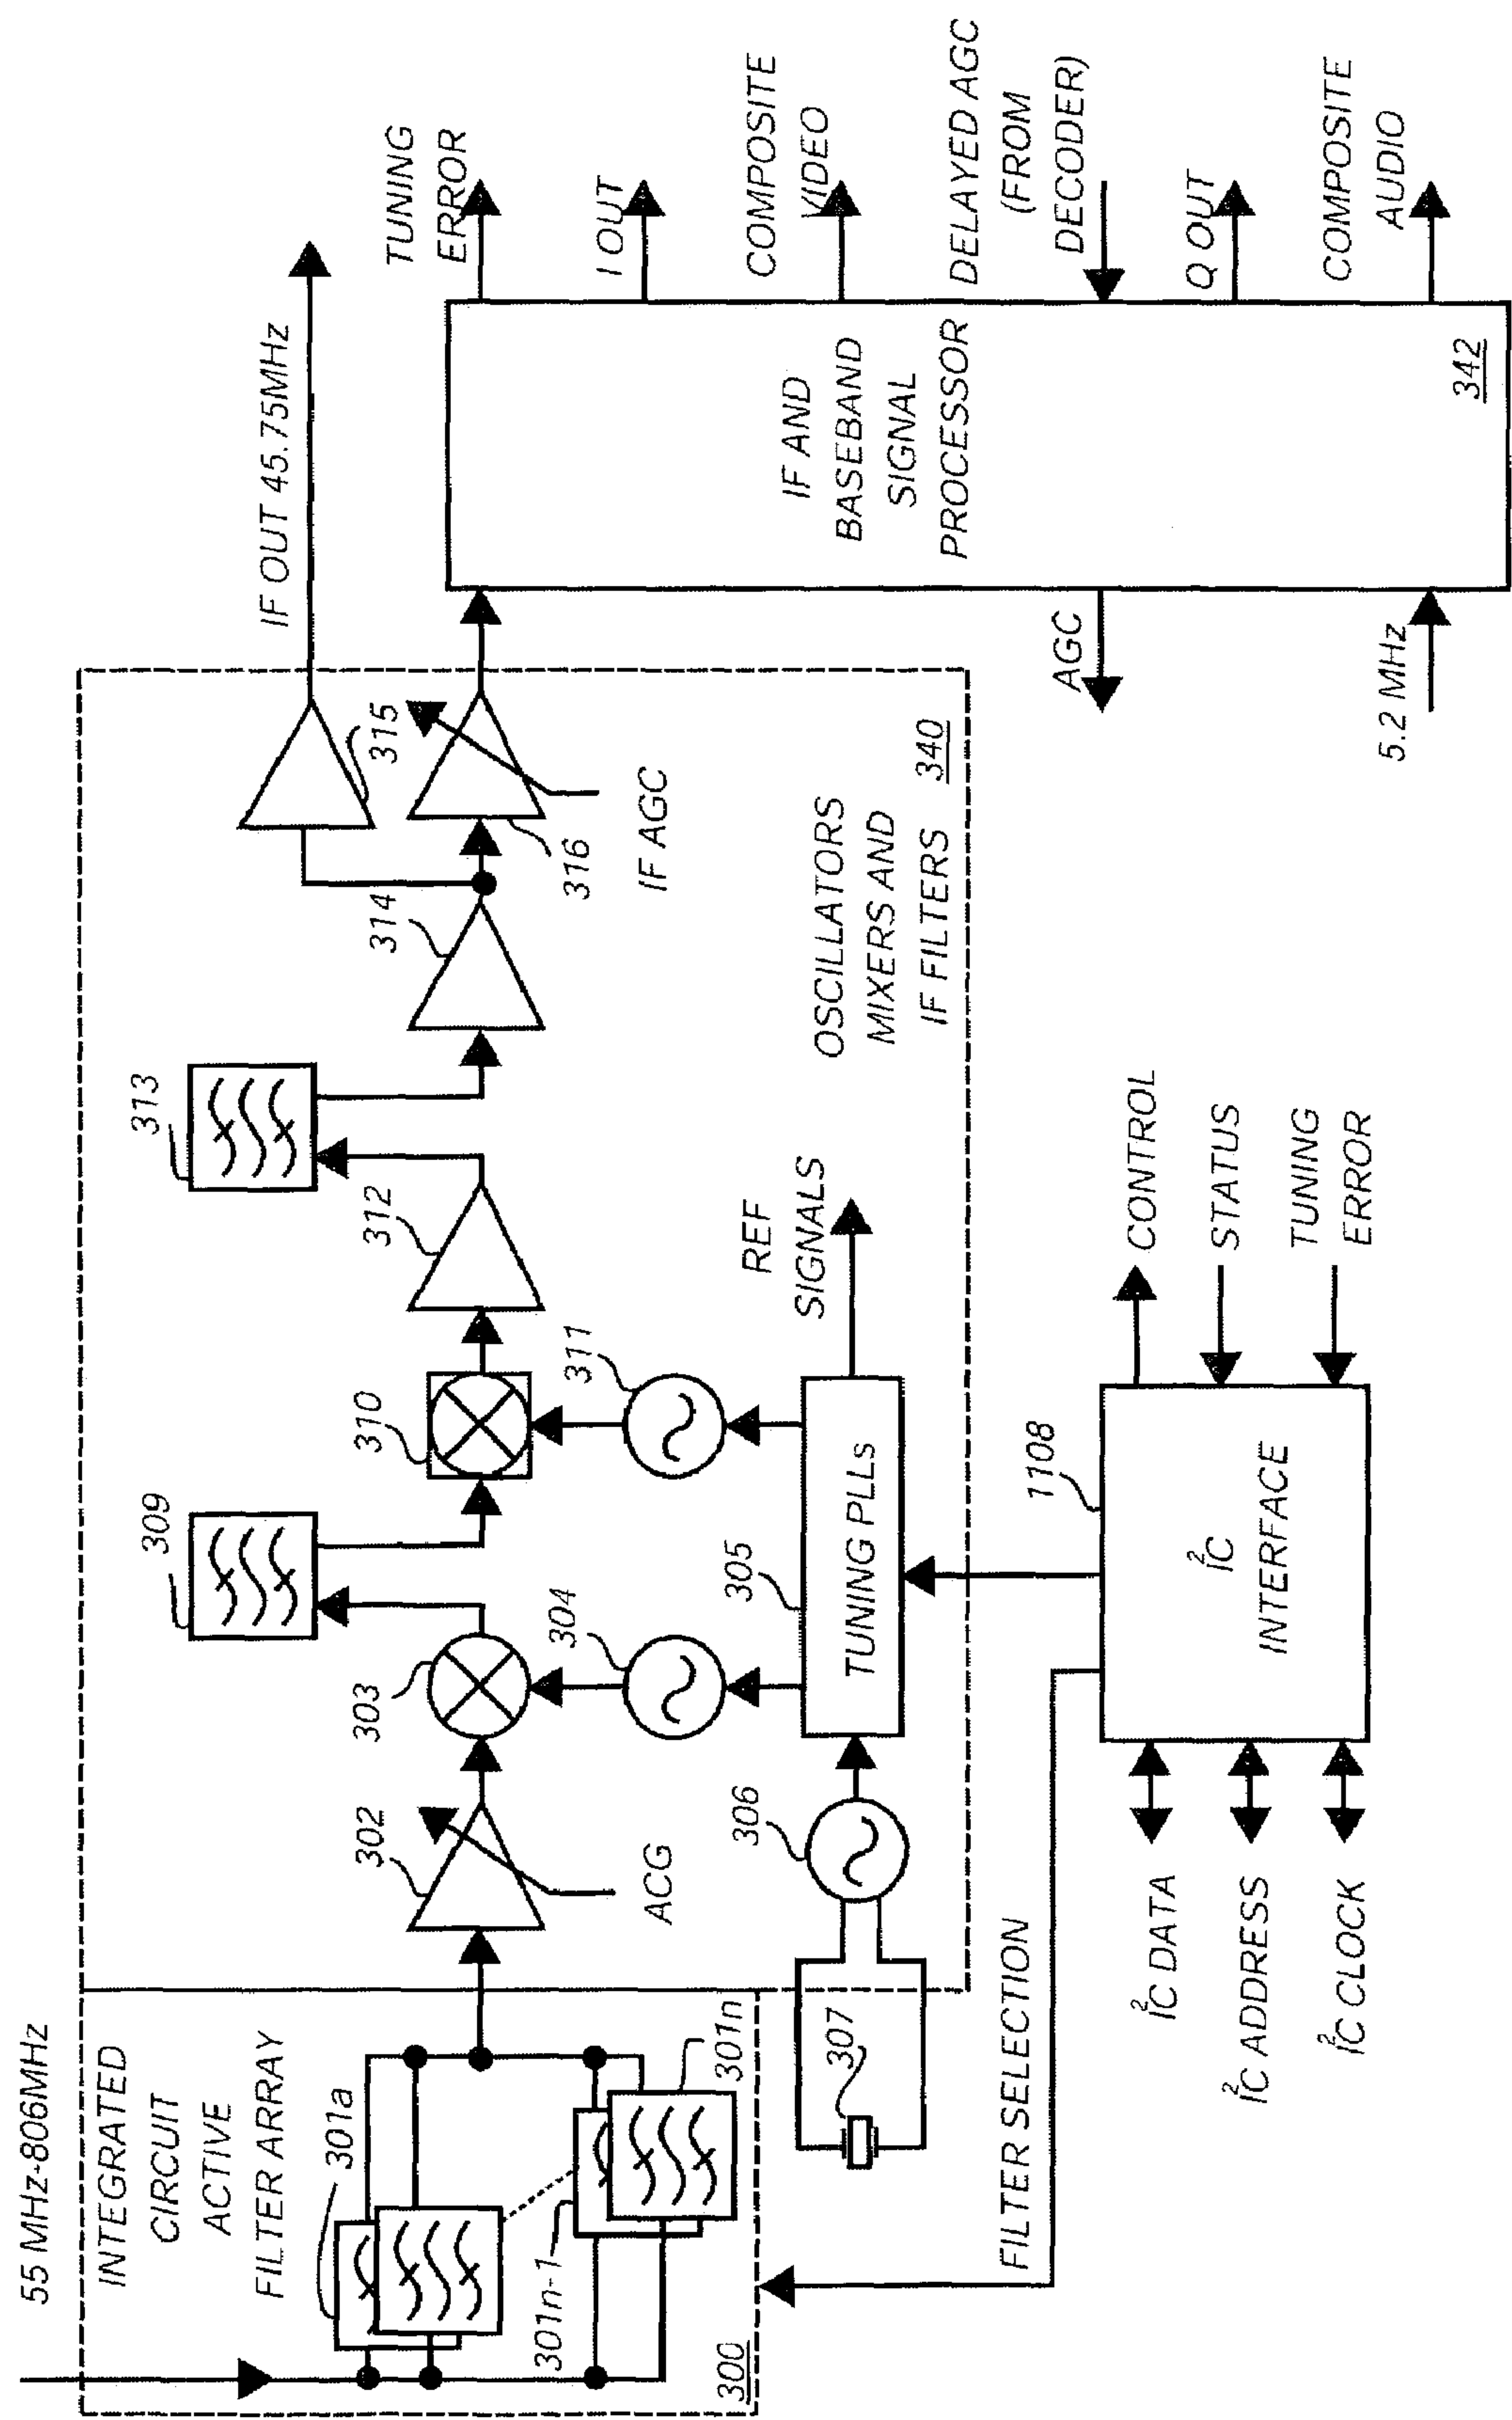 55 MHz-806MHz
INTEGRATED
CIRCUIT
ACTIVE
FILTER ARRAY
301a
301n-1
301n
300
302
ACG
303
304
309
310
311
312
313
314
315
316
IF AGC
IF OUT 45.75MHz
305
TUNING PLLs
306
307
REF
SIGNALS
OSCILLATORS
MIXERS AND
IF FILTERS 340
FILTER SELECTION
1108
I²C
INTERFACE
I²C DATA
I²C ADDRESS
I²C CLOCK
CONTROL
STATUS
TUNING
ERROR
AGC
5.2 MHz
IF AND
BASEBAND
SIGNAL
PROCESSOR
342
TUNING
ERROR
I OUT
COMPOSITE
VIDEO
DELAYED AGC
(FROM
DECODER)
Q OUT
COMPOSITE
AUDIO